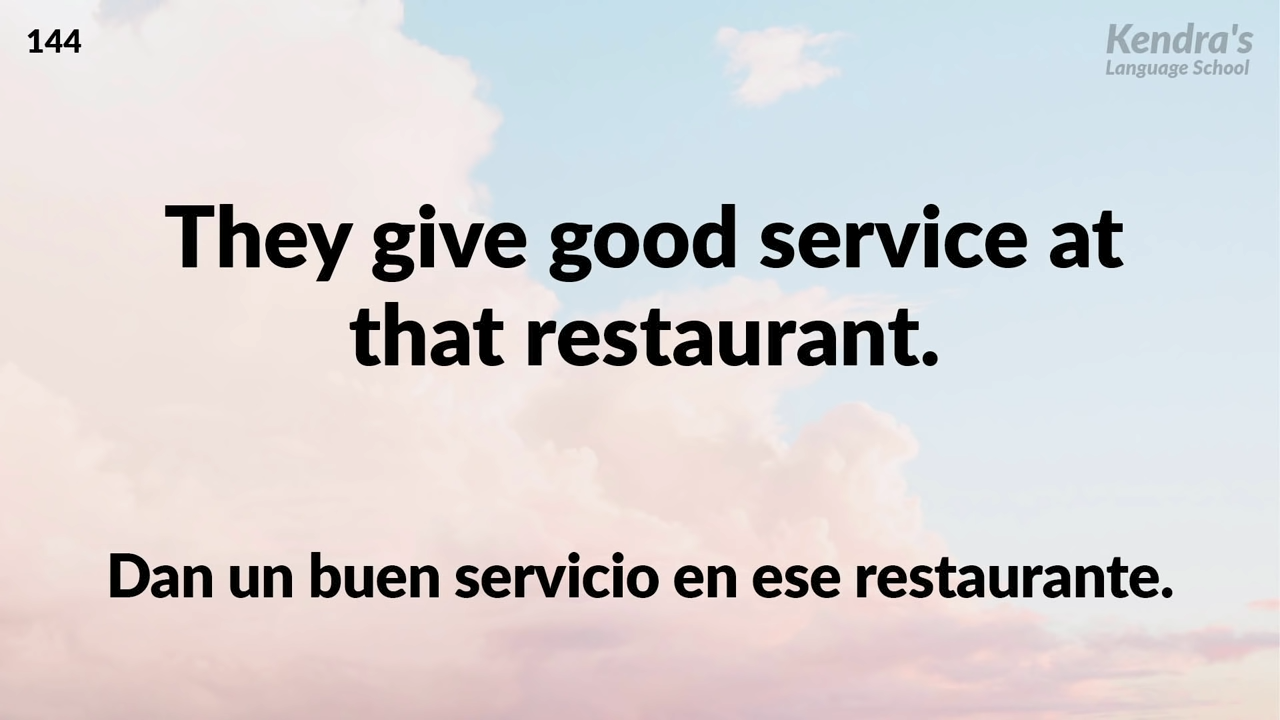 144
Kendra's
Language School
They give good service at
that restaurant.
Dan un buen servicio en ese restaurante.